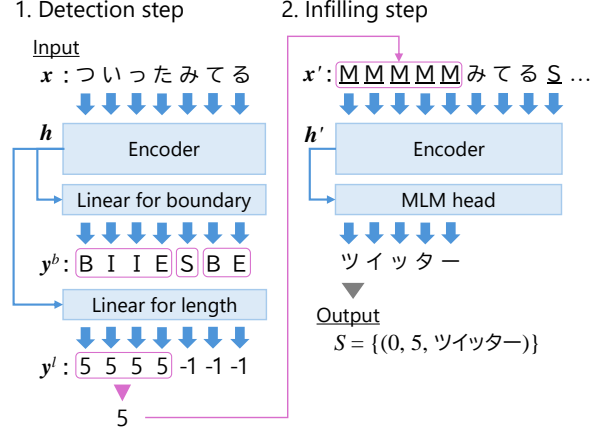 1. Detection step
Input
x : ついったみてる
h
Encoder
Linear for boundary
yᵇ : B I I E S B E
Linear for length
yˡ : 5 5 5 5 -1 -1 -1
5
2. Infilling step
x′: M M M M M みてる S ...
h′
Encoder
MLM head
ツイッター
Output
S = {(0, 5, ツイッター)}